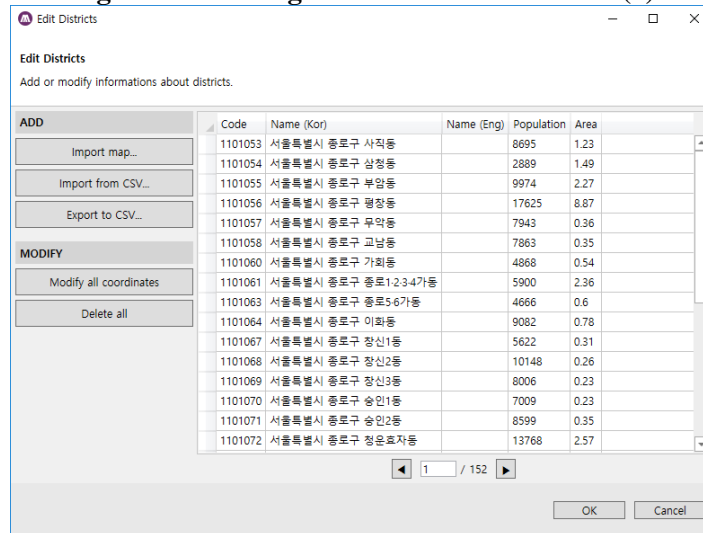 Edit Districts
Edit Districts
Add or modify informations about districts.
ADD
Import map...
Import from CSV...
Export to CSV...
MODIFY
Modify all coordinates
Delete all
Code Name (Kor) Name (Eng) Population Area
1101053 서울특별시 종로구 사직동 8695 1.23
1101054 서울특별시 종로구 삼청동 2889 1.49
1101055 서울특별시 종로구 부암동 9974 2.27
1101056 서울특별시 종로구 평창동 17625 8.87
1101057 서울특별시 종로구 무악동 7943 0.36
1101058 서울특별시 종로구 교남동 7863 0.35
1101060 서울특별시 종로구 가회동 4868 0.54
1101061 서울특별시 종로구 종로1·2·3·4가동 5900 2.36
1101063 서울특별시 종로구 종로5·6가동 4666 0.6
1101064 서울특별시 종로구 이화동 9082 0.78
1101067 서울특별시 종로구 창신1동 5622 0.31
1101068 서울특별시 종로구 창신2동 10148 0.26
1101069 서울특별시 종로구 창신3동 8006 0.23
1101070 서울특별시 종로구 숭인1동 7009 0.23
1101071 서울특별시 종로구 숭인2동 8599 0.35
1101072 서울특별시 종로구 청운효자동 13768 2.57
1 / 152
OK Cancel